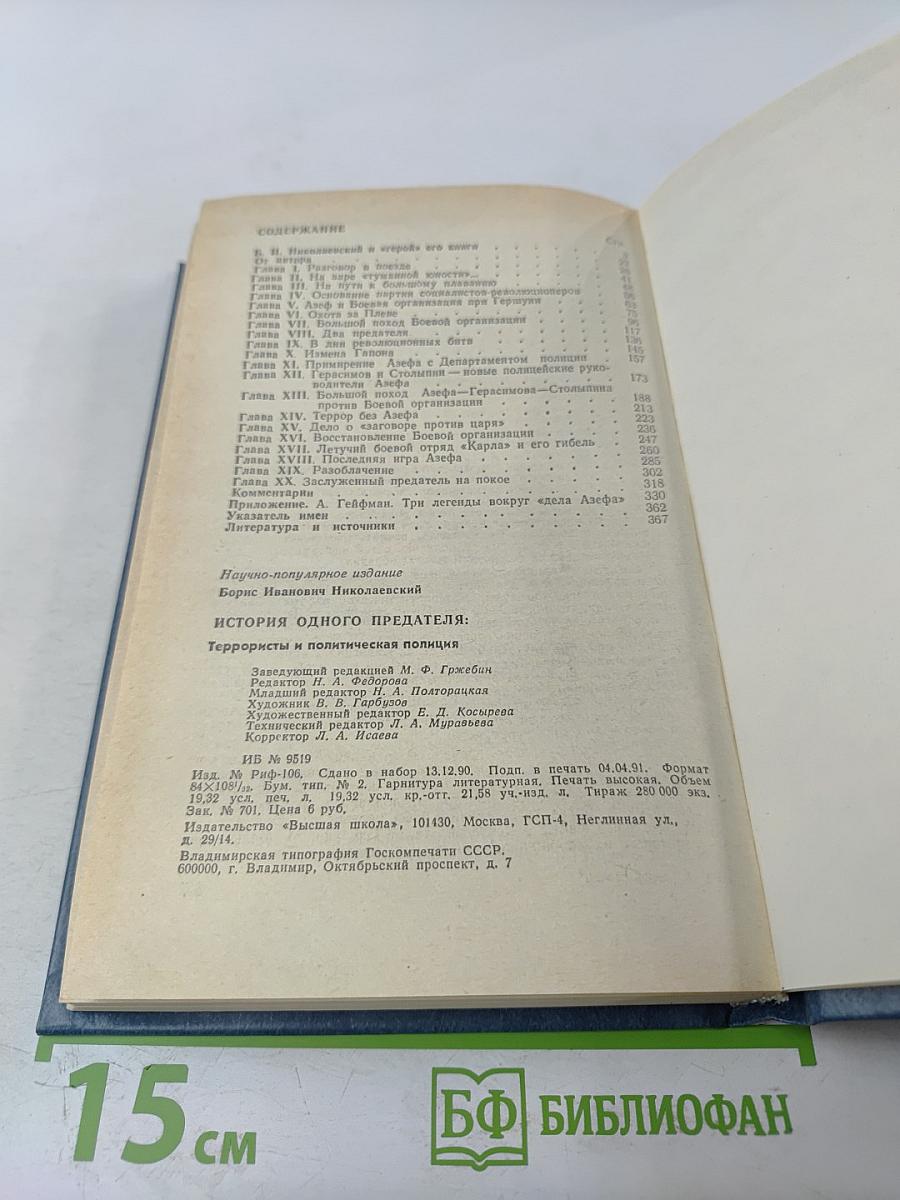 СОДЕРЖАНИЕ
Стр.
Б. И. Николаевский и «герой» его книги
От автора
Глава I. Разговор в поезде
Глава II. На заре «туманной юности»...
Глава III. На пути к большому плаванию
Глава IV. Основание партии социалистов-революционеров
Глава V. Азеф и Боевая организация при Гершуни
Глава VI. Охота за Плеве
Глава VII. Большой поход Боевой организации
Глава VIII. Два предателя 117
Глава IX. В дни революционных битв
Глава X. Измена Гапона 145
Глава XI. Примирение Азефа с Департаментом полиции 157
Глава XII. Герасимов и Столыпин — новые полицейские руко-
водители Азефа 173
Глава XIII. Большой поход Азефа—Герасимова—Столыпина
против Боевой организации 188
Глава XIV. Террор без Азефа 213
Глава XV. Дело о «заговоре против царя» 223
Глава XVI. Восстановление Боевой организации 236
Глава XVII. Летучий боевой отряд «Карла» и его гибель 247
Глава XVIII. Последняя игра Азефа 260
Глава XIX. Разоблачение 285
Глава XX. Заслуженный предатель на покое 302
Комментарии 318
Приложение. А. Гейфман. Три легенды вокруг «дела Азефа» 330
Указатель имен 362
Литература и источники 367
Научно-популярное издание
Борис Иванович Николаевский
ИСТОРИЯ ОДНОГО ПРЕДАТЕЛЯ:
Террористы и политическая полиция
Заведующий редакцией М. Ф. Гржебин
Редактор Н. А. Федорова
Младший редактор Н. А. Полторацкая
Художник В. В. Гарбузов
Художественный редактор Е. Д. Косырева
Технический редактор Л. А. Муравьева
Корректор Л. А. Исаева
ИБ № 9519
Изд. № Риф-106. Сдано в набор 13.12.90. Подп. в печать 04.04.91. Формат
84×108¹/₃₂. Бум. тип. № 2. Гарнитура литературная. Печать высокая. Объем
19,32 усл. печ. л. 19,32 усл. кр.-отт. 21,58 уч.-изд. л. Тираж 280 000 экз.
Зак. № 701. Цена 6 руб.
Издательство «Высшая школа», 101430, Москва, ГСП-4, Неглинная ул.,
д. 29/14.
Владимирская типография Госкомпечати СССР.
600000, г. Владимир, Октябрьский проспект, д. 7
15 см
БФ БИБЛИОФАН